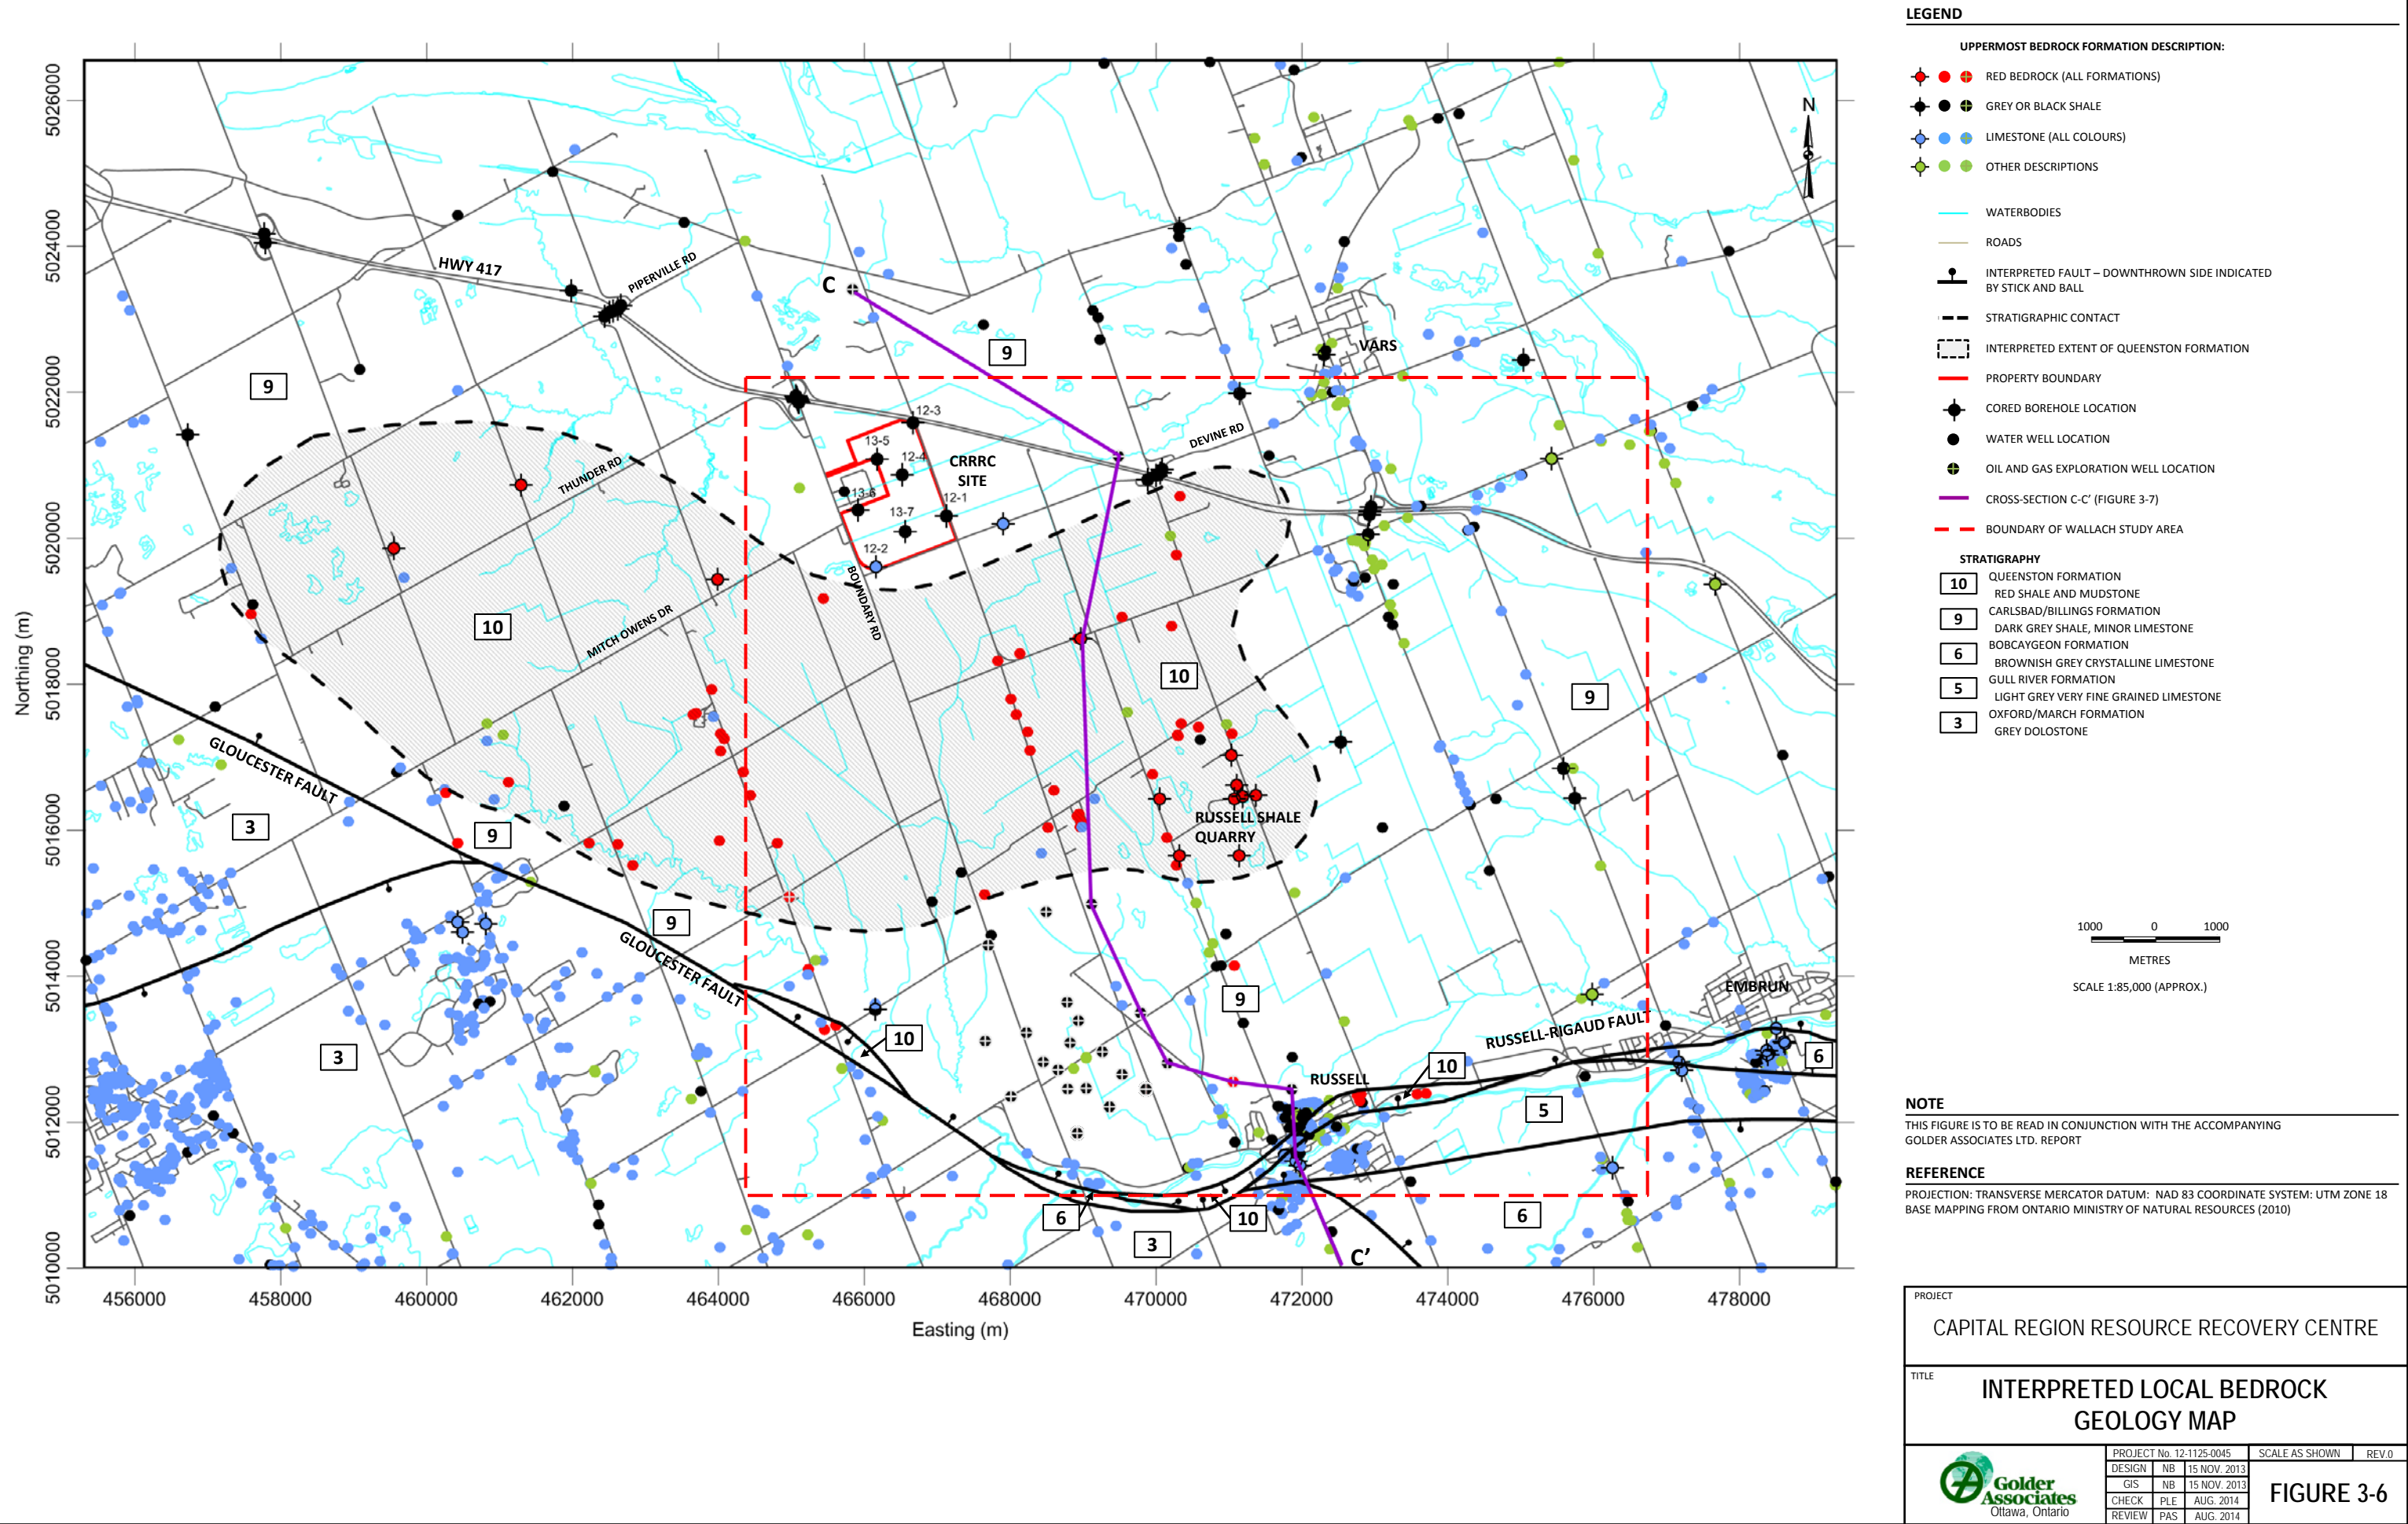 5026000
5024000
5022000
5020000
5018000
5016000
5014000
5012000
5010000
Northing (m)
456000
458000
460000
462000
464000
466000
468000
470000
472000
474000
476000
478000
Easting (m)
N
HWY 417
PIPERVILLE RD
C
9
VARS
9
DEVINE RD
12-3
13-5
12-4
CRRRC
SITE
13-6
12-1
13-7
12-2
THUNDER RD
BOUNDARY RD
10
MITCH OWENS DR
10
9
GLOUCESTER FAULT
3
9
RUSSELL SHALE
QUARRY
9
GLOUCESTER FAULT
9
EMBRUN
RUSSELL-RIGAUD FAULT
10
3
6
10
RUSSELL
5
6
10
6
3
C'
LEGEND
UPPERMOST BEDROCK FORMATION DESCRIPTION:
RED BEDROCK (ALL FORMATIONS)
GREY OR BLACK SHALE
LIMESTONE (ALL COLOURS)
OTHER DESCRIPTIONS
WATERBODIES
ROADS
INTERPRETED FAULT – DOWNTHROWN SIDE INDICATED
BY STICK AND BALL
STRATIGRAPHIC CONTACT
INTERPRETED EXTENT OF QUEENSTON FORMATION
PROPERTY BOUNDARY
CORED BOREHOLE LOCATION
WATER WELL LOCATION
OIL AND GAS EXPLORATION WELL LOCATION
CROSS-SECTION C-C' (FIGURE 3-7)
BOUNDARY OF WALLACH STUDY AREA
STRATIGRAPHY
10 QUEENSTON FORMATION
RED SHALE AND MUDSTONE
9 CARLSBAD/BILLINGS FORMATION
DARK GREY SHALE, MINOR LIMESTONE
6 BOBCAYGEON FORMATION
BROWNISH GREY CRYSTALLINE LIMESTONE
5 GULL RIVER FORMATION
LIGHT GREY VERY FINE GRAINED LIMESTONE
3 OXFORD/MARCH FORMATION
GREY DOLOSTONE
1000 0 1000
METRES
SCALE 1:85,000 (APPROX.)
NOTE
THIS FIGURE IS TO BE READ IN CONJUNCTION WITH THE ACCOMPANYING
GOLDER ASSOCIATES LTD. REPORT
REFERENCE
PROJECTION: TRANSVERSE MERCATOR DATUM: NAD 83 COORDINATE SYSTEM: UTM ZONE 18
BASE MAPPING FROM ONTARIO MINISTRY OF NATURAL RESOURCES (2010)
PROJECT
CAPITAL REGION RESOURCE RECOVERY CENTRE
TITLE
INTERPRETED LOCAL BEDROCK
GEOLOGY MAP
Golder
Associates
Ottawa, Ontario
PROJECT No. 12-1125-0045 SCALE AS SHOWN REV.0
DESIGN NB 15 NOV. 2013
GIS NB 15 NOV. 2013
CHECK PLE AUG. 2014
REVIEW PAS AUG. 2014
FIGURE 3-6